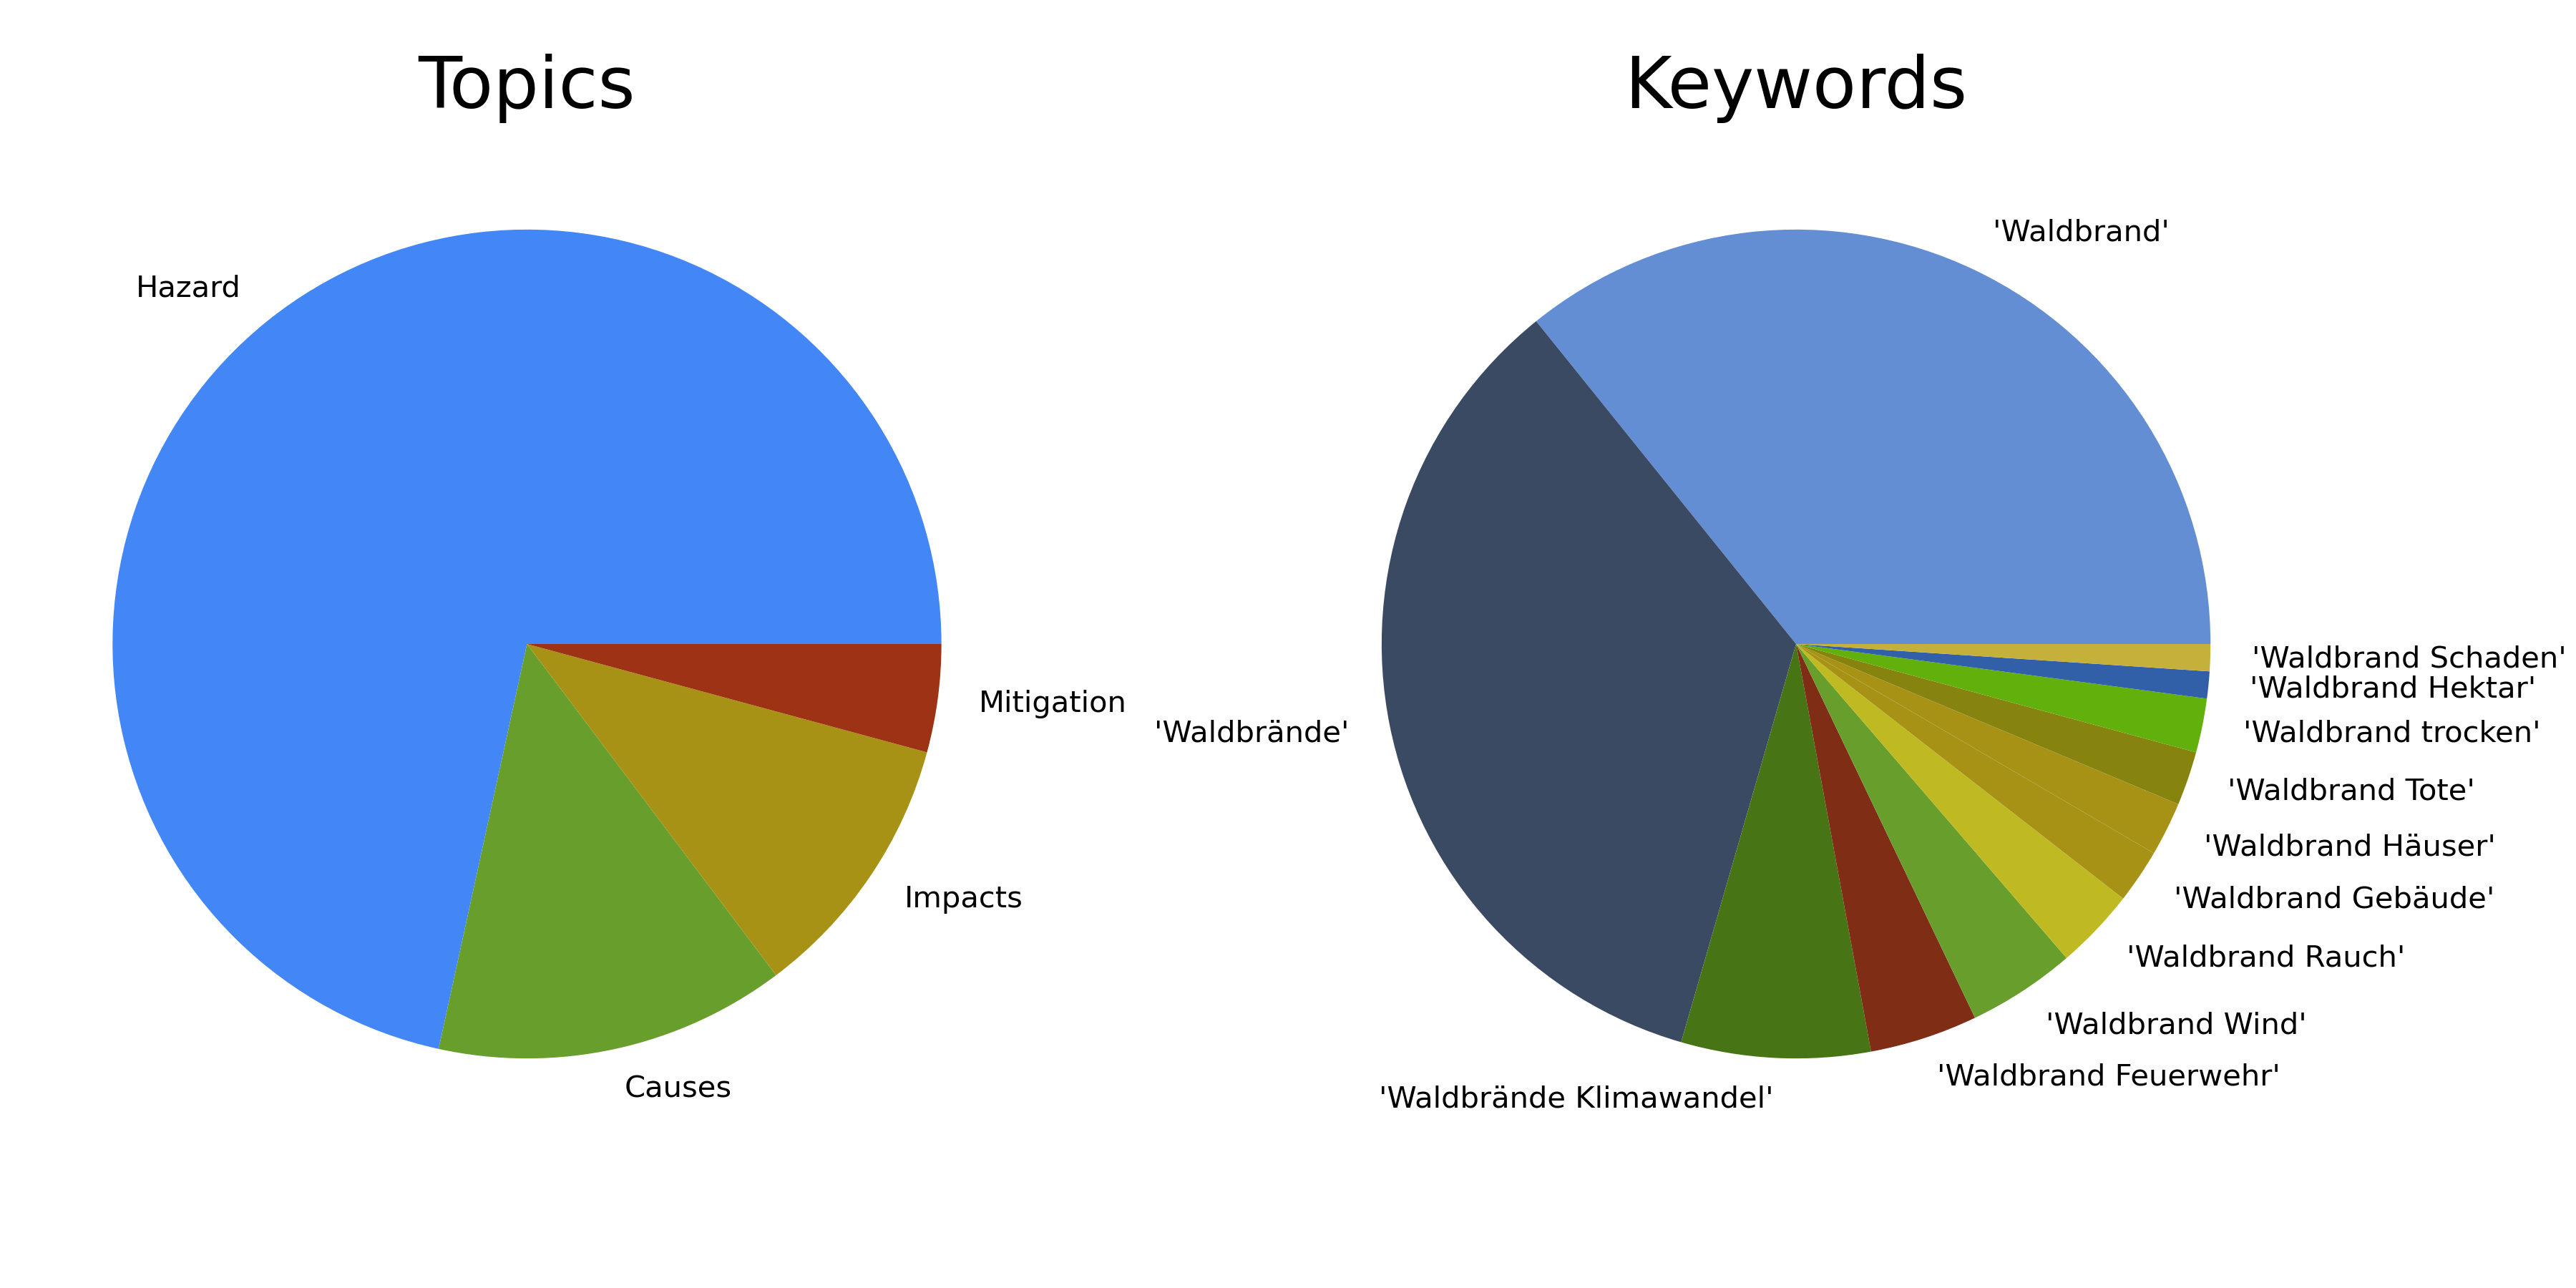 Topics
Hazard
Mitigation
Impacts
Causes
Keywords
'Waldbrand'
'Waldbrände'
'Waldbrand Schaden'
'Waldbrand Hektar'
'Waldbrand trocken'
'Waldbrand Tote'
'Waldbrand Häuser'
'Waldbrand Gebäude'
'Waldbrand Rauch'
'Waldbrand Wind'
'Waldbrand Feuerwehr'
'Waldbrände Klimawandel'